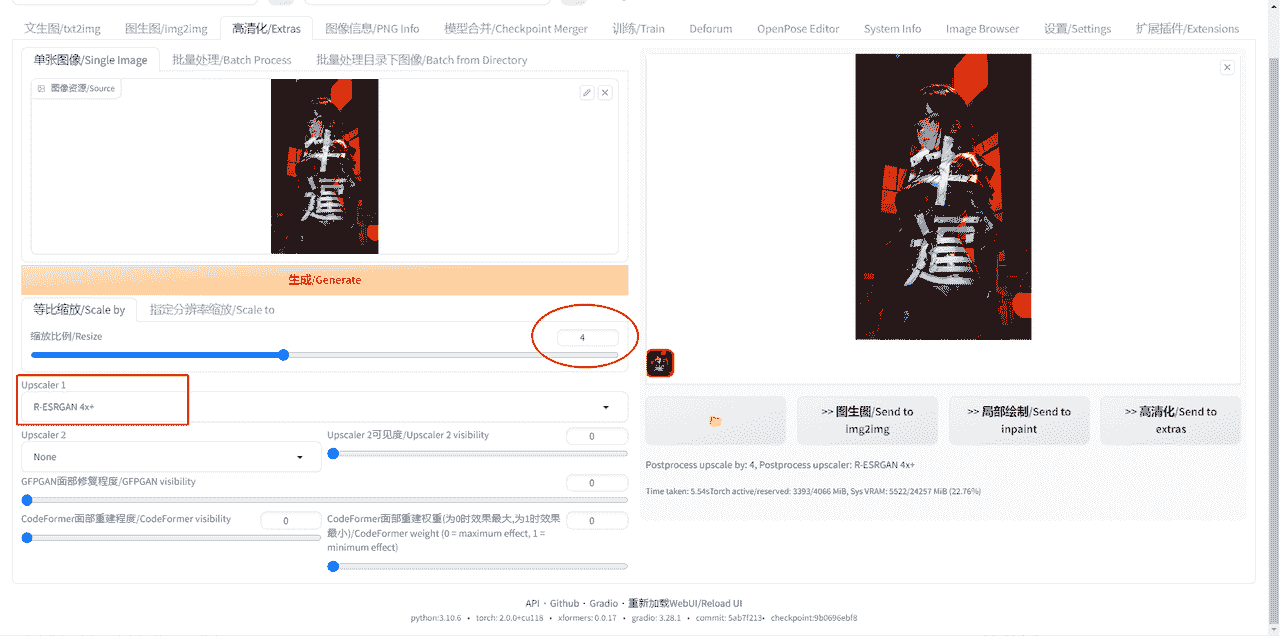 文生图/txt2img 图生图/img2img 高清化/Extras 图像信息/PNG Info 模型合并/Checkpoint Merger 训练/Train Deforum OpenPose Editor System Info Image Browser 设置/Settings 扩展插件/Extensions
单张图像/Single Image 批量处理/Batch Process 批量处理目录下图像/Batch from Directory
图像资源/Source
牛
逼
生成/Generate
等比缩放/Scale by 指定分辨率缩放/Scale to
缩放比例/Resize 4
Upscaler 1
R-ESRGAN 4x+
Upscaler 2 Upscaler 2可见度/Upscaler 2 visibility 0
None
GFPGAN面部修复程度/GFPGAN visibility 0
CodeFormer面部重建程度/CodeFormer visibility 0
CodeFormer面部重建权重(为0时效果最大,为1时效果 0
最小)/CodeFormer weight (0 = maximum effect, 1 =
minimum effect)
牛
逼
>> 图生图/Send to
img2img
>> 局部绘制/Send to
inpaint
>> 高清化/Send to
extras
Postprocess upscale by: 4, Postprocess upscaler: R-ESRGAN 4x+
Time taken: 5.54sTorch active/reserved: 3393/4066 MiB, Sys VRAM: 5522/24257 MiB (22.76%)
API · Github · Gradio · 重新加载WebUI/Reload UI
python:3.10.6 • torch: 2.0.0+cu118 • xformers: 0.0.17 • gradio: 3.28.1 • commit: 5ab7f213• checkpoint:9b0696ebf8